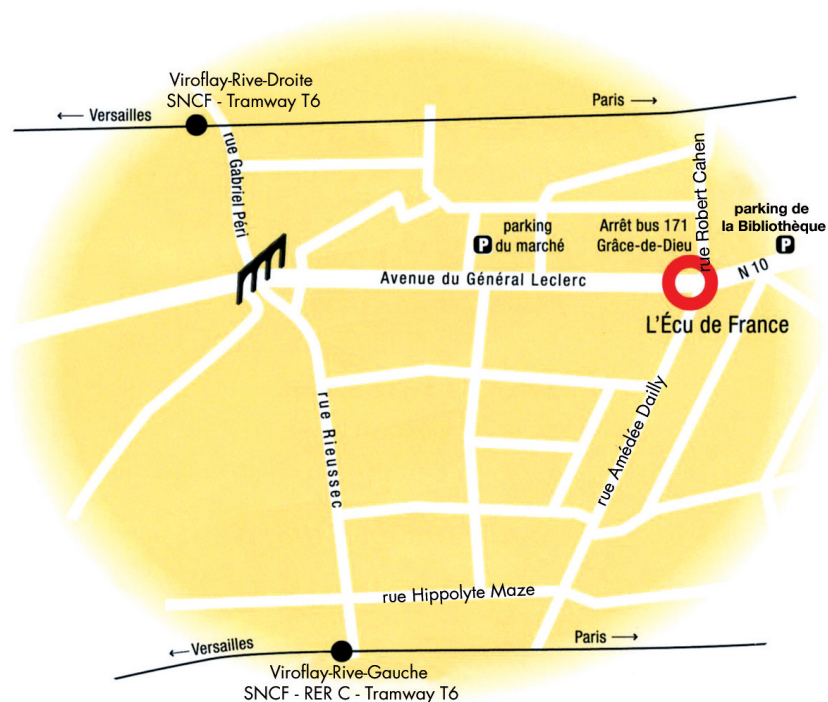 Viroflay-Rive-Droite
SNCF - Tramway T6
← Versailles
Paris →
rue Gabriel Péri
rue Robert Cahen
parking de
la Bibliothèque
P
parking
du marché
P
Arrêt bus 171
Grâce-de-Dieu
N 10
Avenue du Général Leclerc
L'Écu de France
rue Rieussec
rue Amédée Dailly
rue Hippolyte Maze
← Versailles
Paris →
Viroflay-Rive-Gauche
SNCF - RER C - Tramway T6